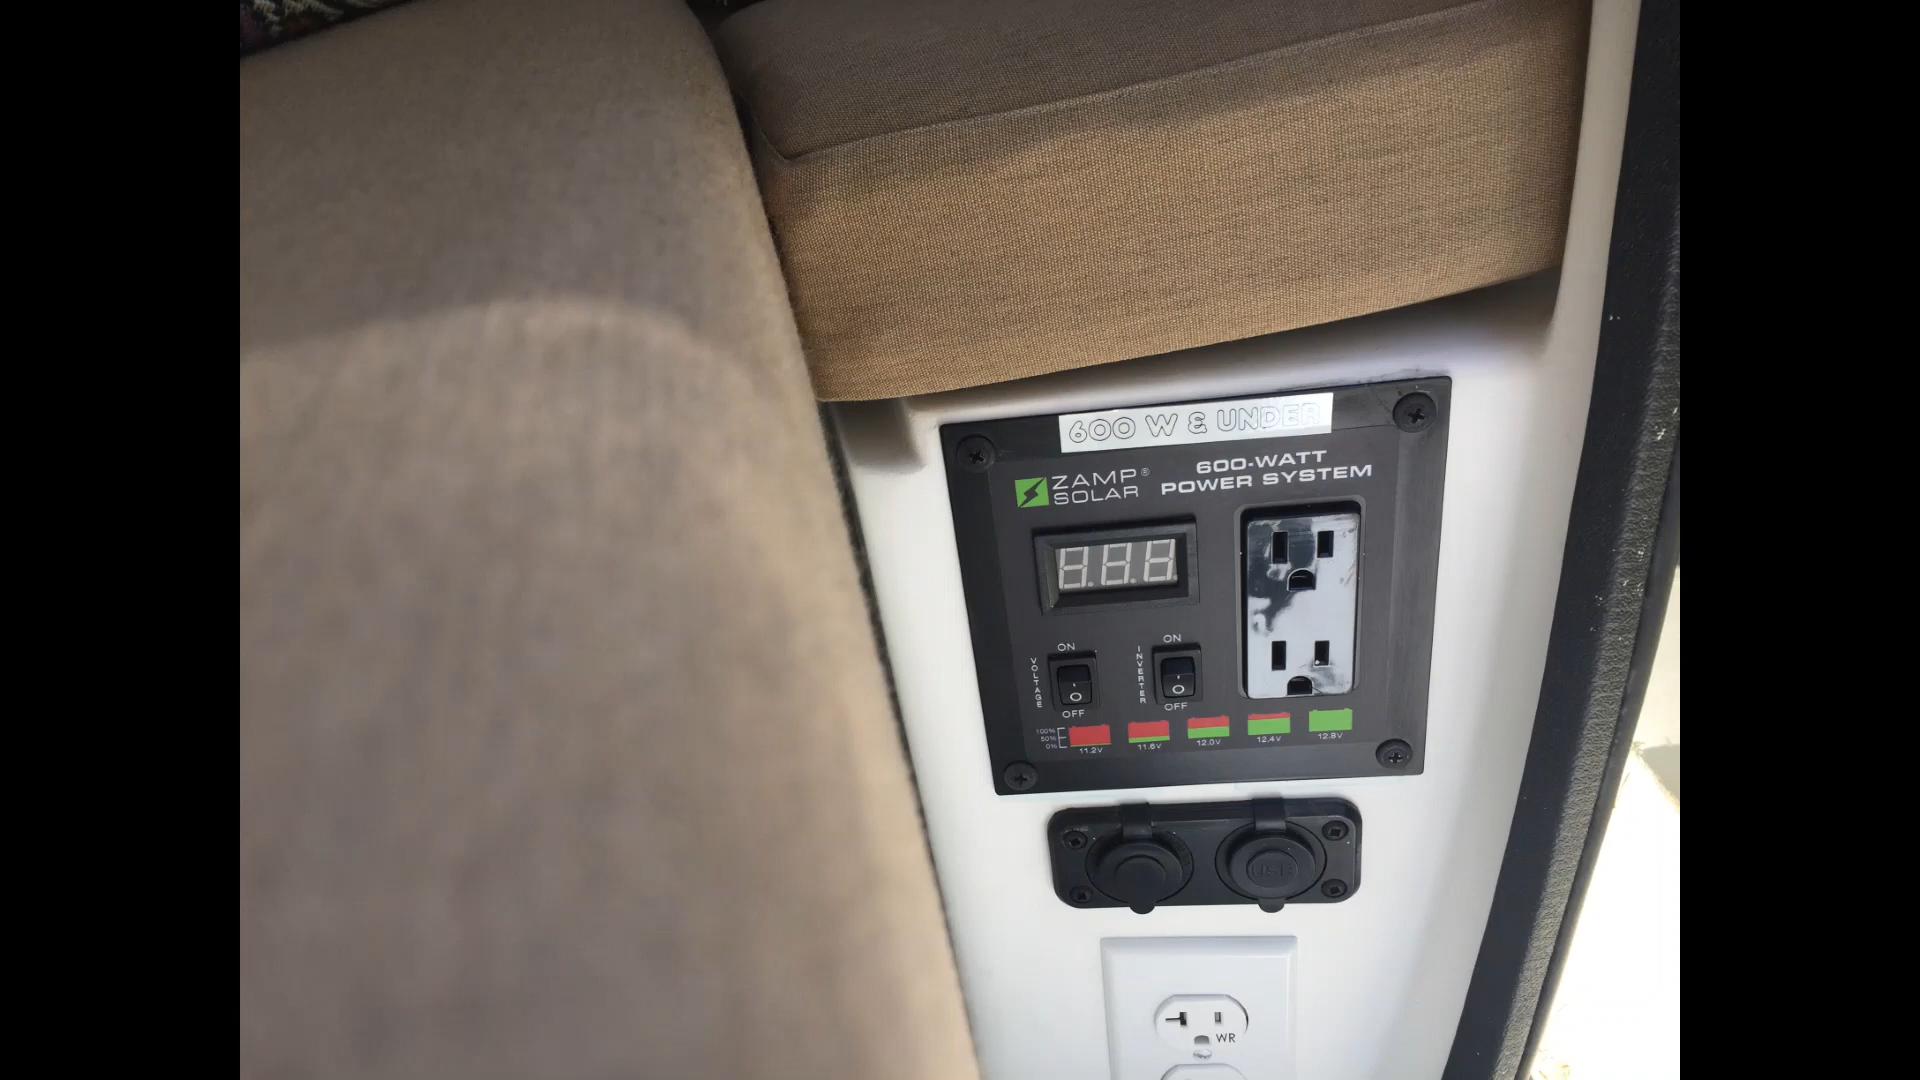 600 W & UNDER
ZAMP®
SOLAR
600-WATT
POWER SYSTEM
ON
VOLTAGE
OFF
ON
INVERTER
OFF
100%
50%
0%
11.2V
11.6V
12.0V
12.4V
12.8V
USB
WR